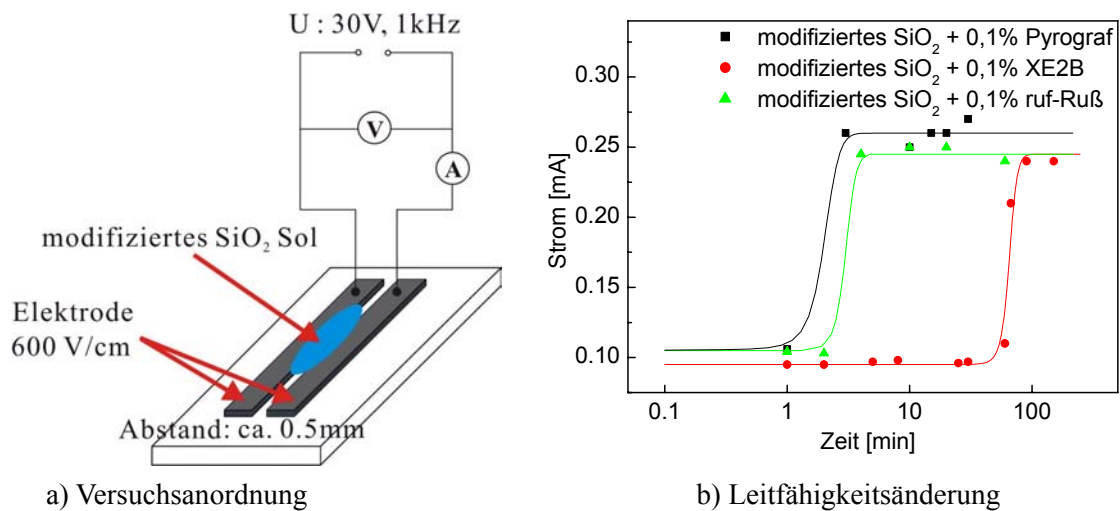 U : 30V, 1kHz
V
A
modifiziertes SiO₂ Sol
Elektrode
600 V/cm
Abstand: ca. 0.5mm
a) Versuchsanordnung
modifiziertes SiO₂ + 0,1% Pyrograf
modifiziertes SiO₂ + 0,1% XE2B
modifiziertes SiO₂ + 0,1% ruf-Ruß
0.30
0.25
0.20
0.15
0.10
Strom [mA]
0.1 1 10 100
Zeit [min]
b) Leitfähigkeitsänderung